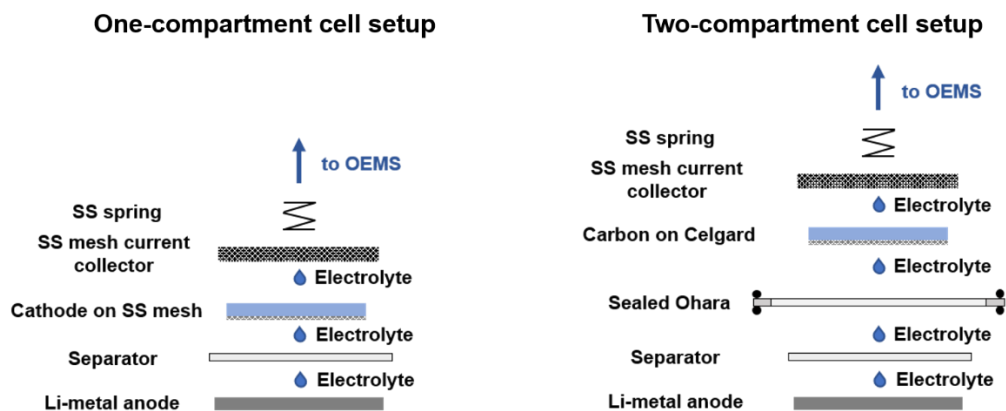 One-compartment cell setup
to OEMS
SS spring
SS mesh current
collector
Electrolyte
Cathode on SS mesh
Electrolyte
Separator
Electrolyte
Li-metal anode
Two-compartment cell setup
to OEMS
SS spring
SS mesh current
collector
Electrolyte
Carbon on Celgard
Electrolyte
Sealed Ohara
Electrolyte
Separator
Electrolyte
Li-metal anode